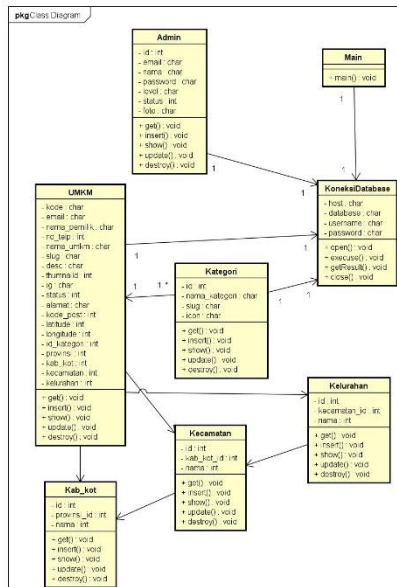 pkg Class Diagram
Admin
- id : int
- email : char
- nama : char
- password : char
- level : char
- status : int
- foto : char
+ get() : void
+ insert() : void
+ show() : void
+ update() : void
+ destroy() : void
Main
+ main() : void
1
1
1
1
KoneksiDatabase
- host : char
- database : char
- username : char
- password : char
+ open() : void
+ execuse() : void
+ getResult() : void
+ close() : void
UMKM
- kode : char
- email : char
- nama_pemilik : char
- no_telp : int
- nama_umkm : char
- slug : char
- desc : char
- thumnaild : int
- ig : char
- status : int
- alamat : char
- kode_post : int
- latitude : int
- longitude : int
- id_kategori : int
- provinsi : int
- kab_kot : int
- kecamatan : int
- kelurahan : int
+ get() : void
+ insert() : void
+ show() : void
+ update() : void
+ destroy() : void
1
1
1
1..*
1
1
Kategori
- id : int
- nama_kategori : char
- slug : char
- icon : char
+ get() : void
+ insert() : void
+ show() : void
+ update() : void
+ destroy() : void
Kelurahan
- id : int
- kecamatan_id : int
- nama : int
+ get() : void
+ insert() : void
+ show() : void
+ update() : void
+ destroy() : void
Kecamatan
- id : int
- kab_kot_id : int
- nama : int
+ get() : void
+ insert() : void
+ show() : void
+ update() : void
+ destroy() : void
Kab_kot
- id : int
- provinsi_id : int
- nama : int
+ get() : void
+ insert() : void
+ show() : void
+ update() : void
+ destroy() : void